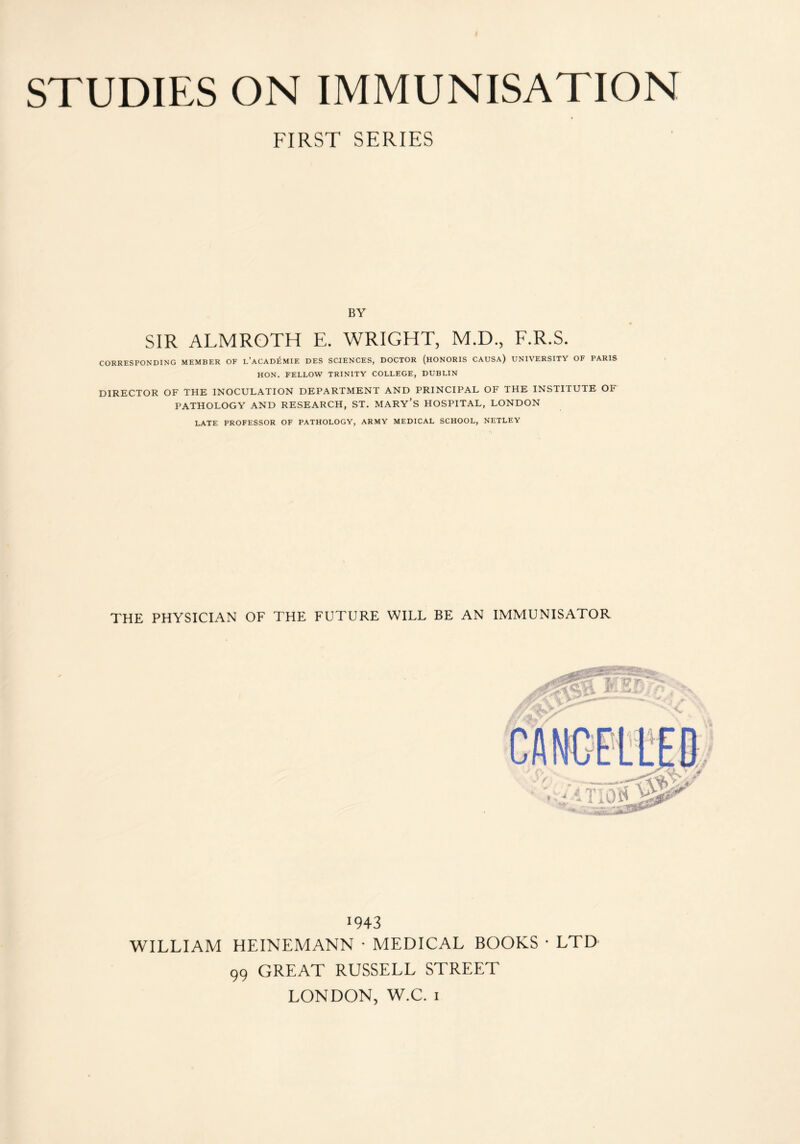 STUDIES ON IMMUNISATION
FIRST SERIES
BY
SIR ALMROTH E. WRIGHT, M.D., F.R.S.
CORRESPONDING MEMBER OF L'ACADÉMIE DES SCIENCES, DOCTOR (HONORIS CAUSA) UNIVERSITY OF PARIS
HON. FELLOW TRINITY COLLEGE, DUBLIN
DIRECTOR OF THE INOCULATION DEPARTMENT AND PRINCIPAL OF THE INSTITUTE OF
PATHOLOGY AND RESEARCH, ST. MARY'S HOSPITAL, LONDON
LATE PROFESSOR OF PATHOLOGY, ARMY MEDICAL SCHOOL, NETLEY
THE PHYSICIAN OF THE FUTURE WILL BE AN IMMUNISATOR
CANCELLED
1943
WILLIAM HEINEMANN · MEDICAL BOOKS · LTD
99 GREAT RUSSELL STREET
LONDON, W.C. 1